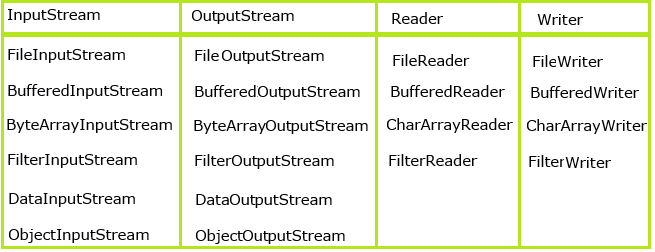 InputStream OutputStream Reader Writer
FileInputStream FileOutputStream FileReader FileWriter
BufferedInputStream BufferedOutputStream BufferedReader BufferedWriter
ByteArrayInputStream ByteArrayOutputStream CharArrayReader CharArrayWriter
FilterInputStream FilterOutputStream FilterReader FilterWriter
DataInputStream DataOutputStream
ObjectInputStream ObjectOutputStream